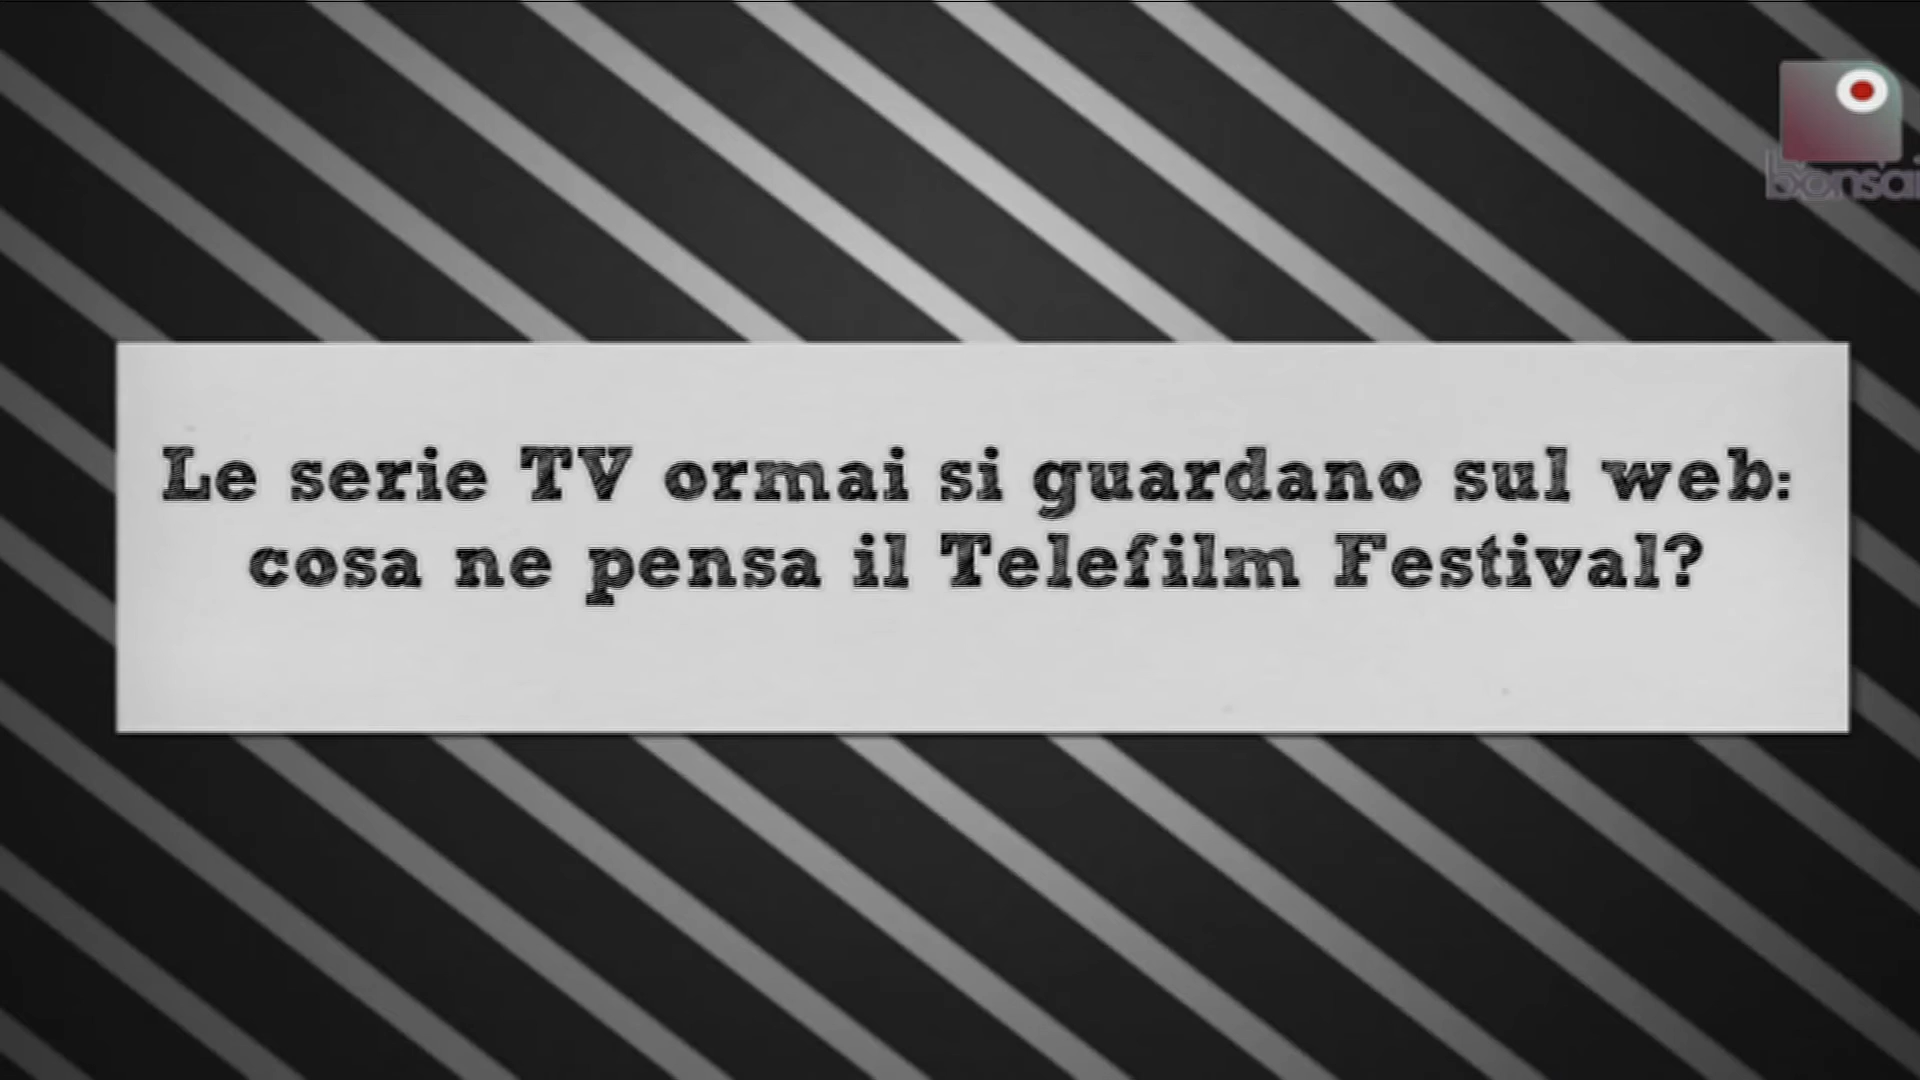 bonsai
Le serie TV ormai si guardano sul web:
cosa ne pensa il Telefilm Festival?